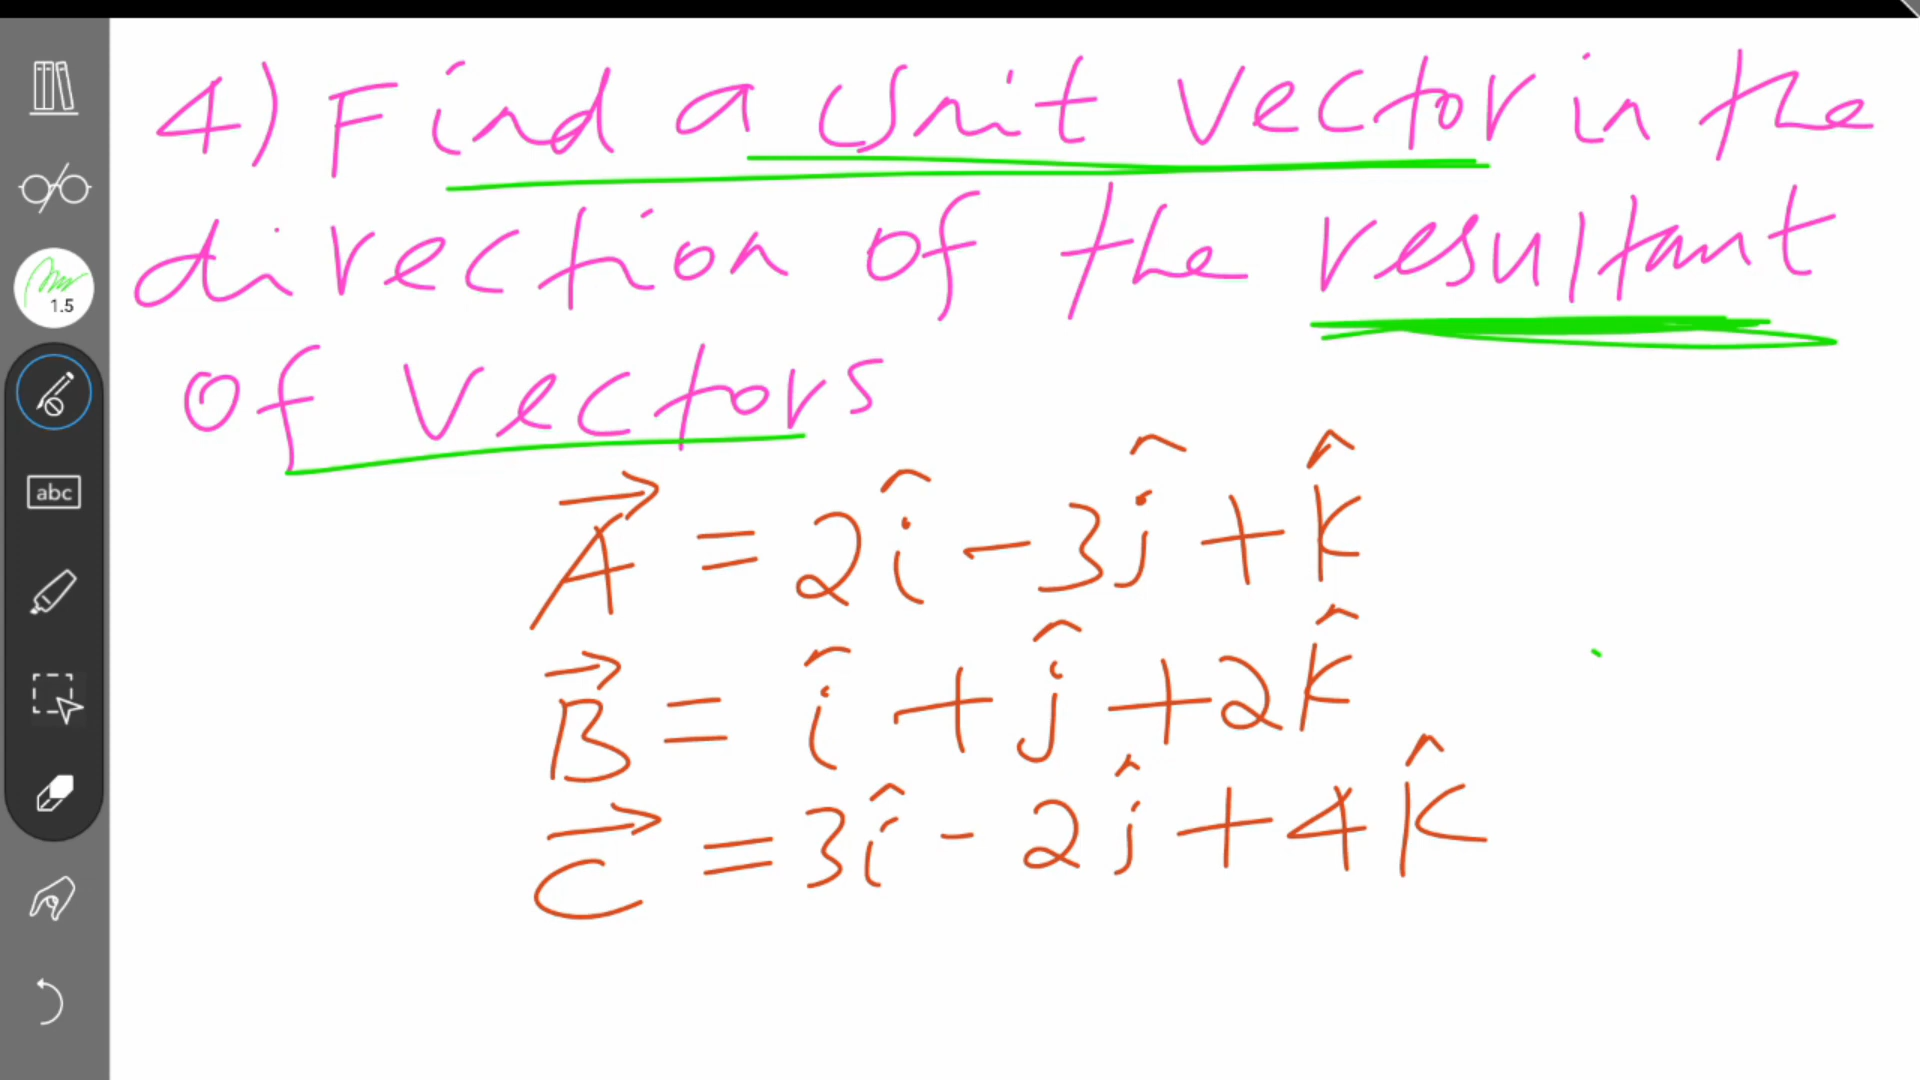 4) Find a Unit vector in the
direction of the resultant
of vectors
A⃗ = 2î - 3ĵ + k̂
B⃗ = î + ĵ + 2k̂
C⃗ = 3î - 2ĵ + 4k̂
1.5
abc